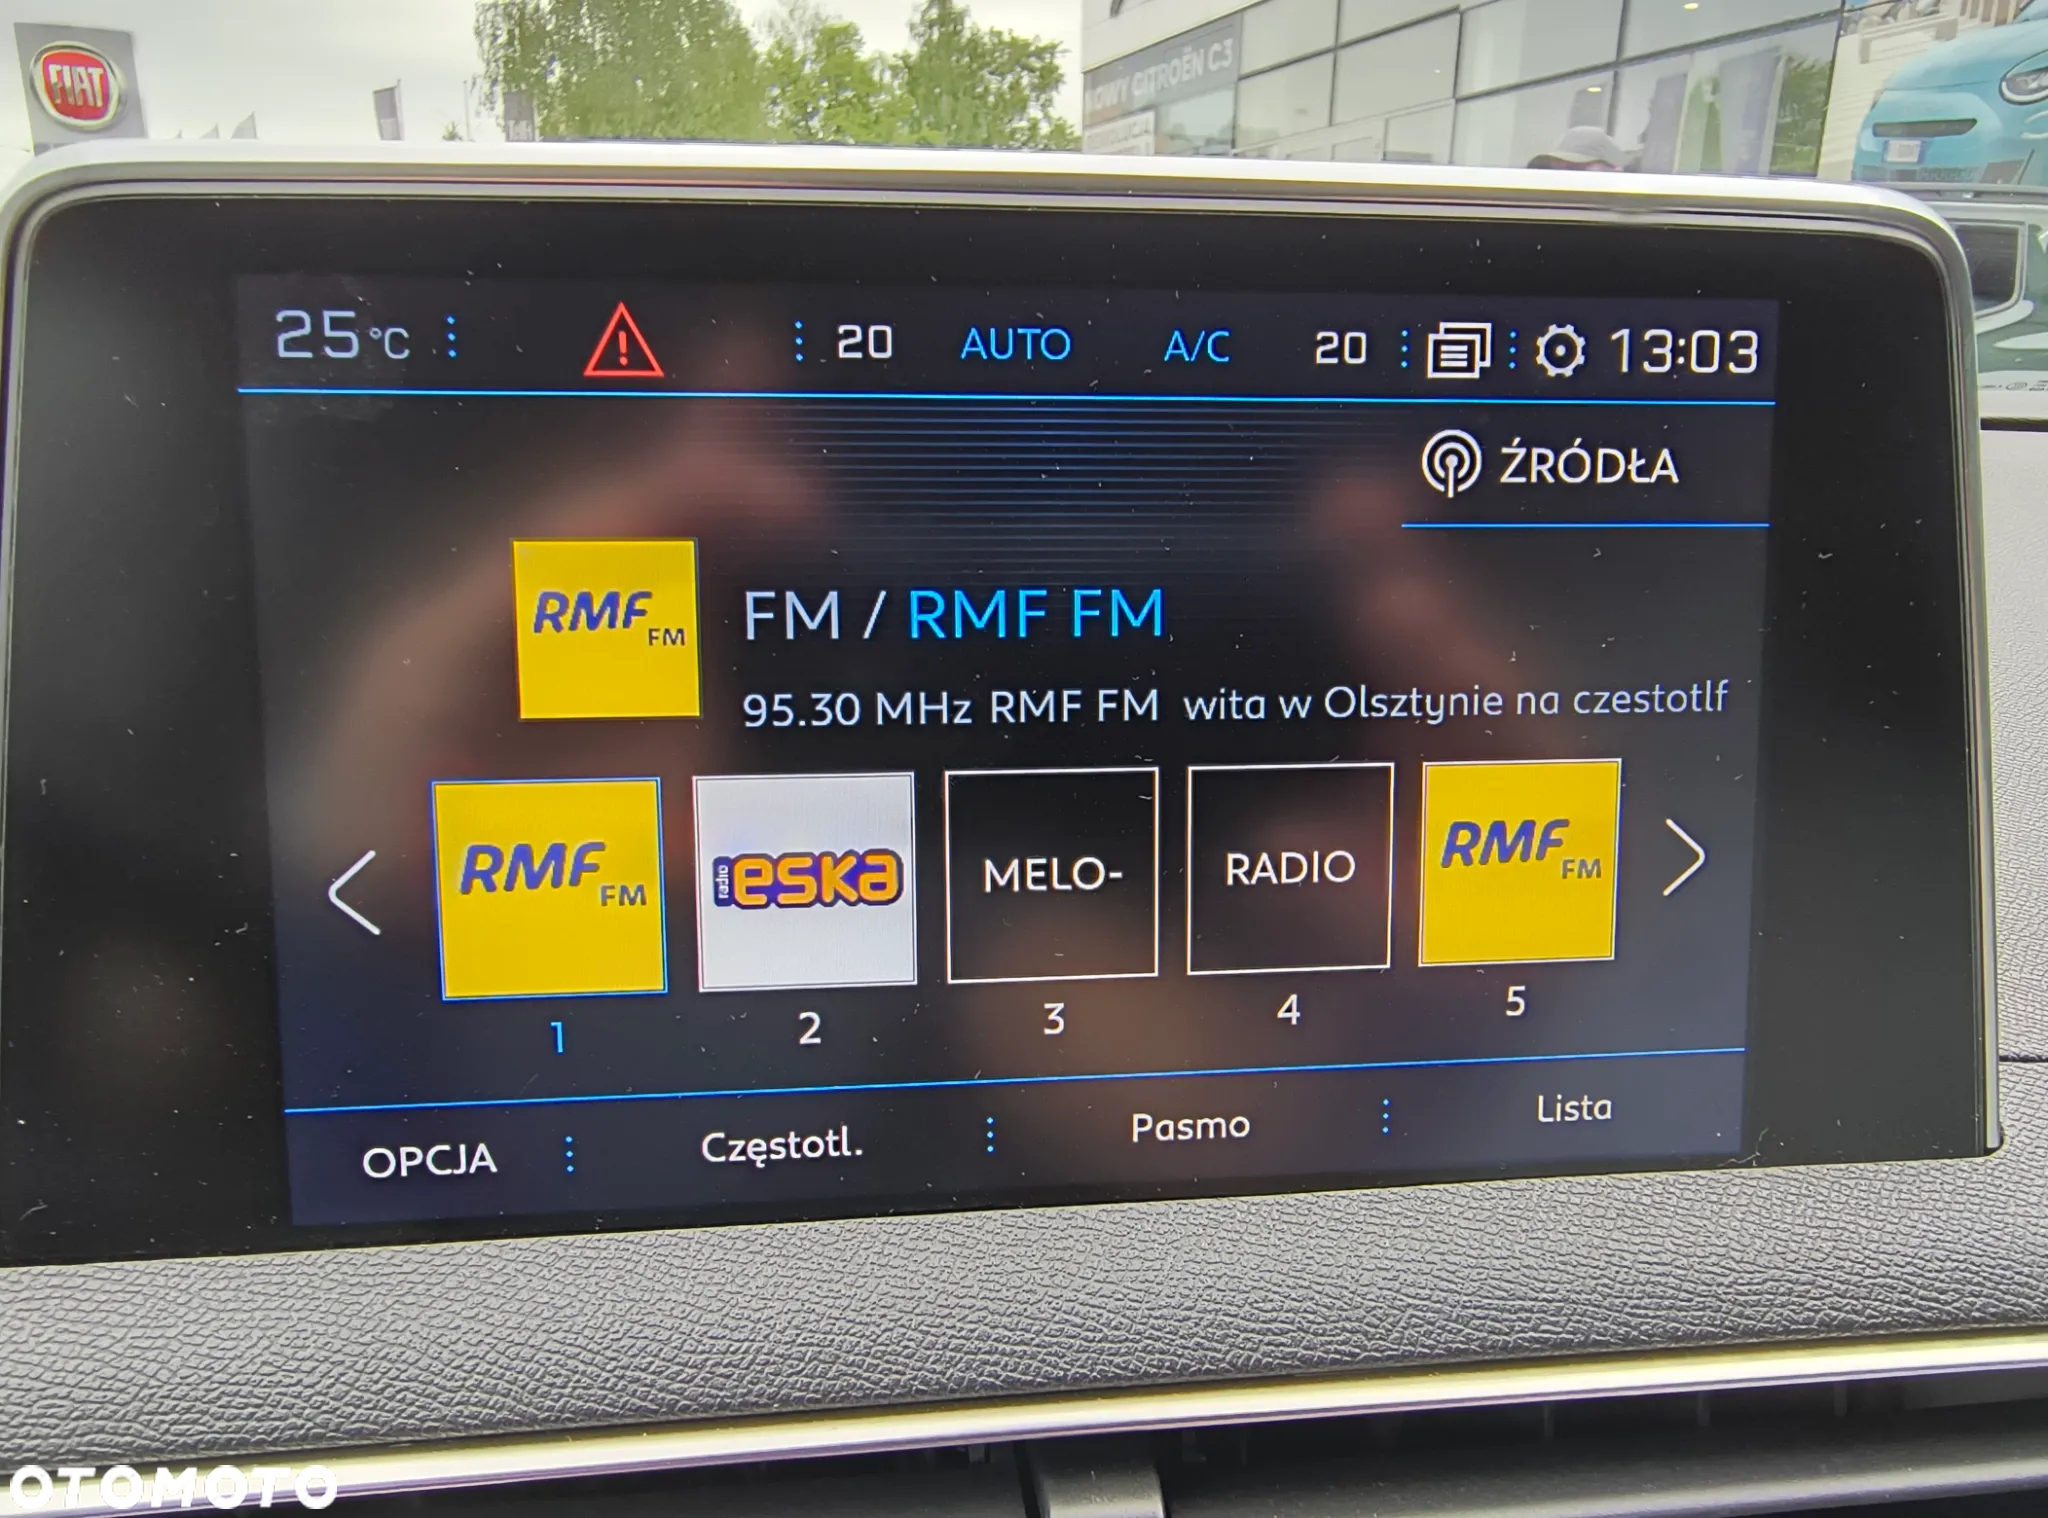 FIAT
NOWY CITROËN C3
25°C
20
AUTO
A/C
20
13:03
ŹRÓDŁA
RMF FM
FM / RMF FM
95.30 MHz RMF FM wita w Olsztynie na czestotlf
RMF FM
radio eska
MELO-
RADIO
RMF FM
1
2
3
4
5
OPCJA
Częstotl.
Pasmo
Lista
OTOMOTO